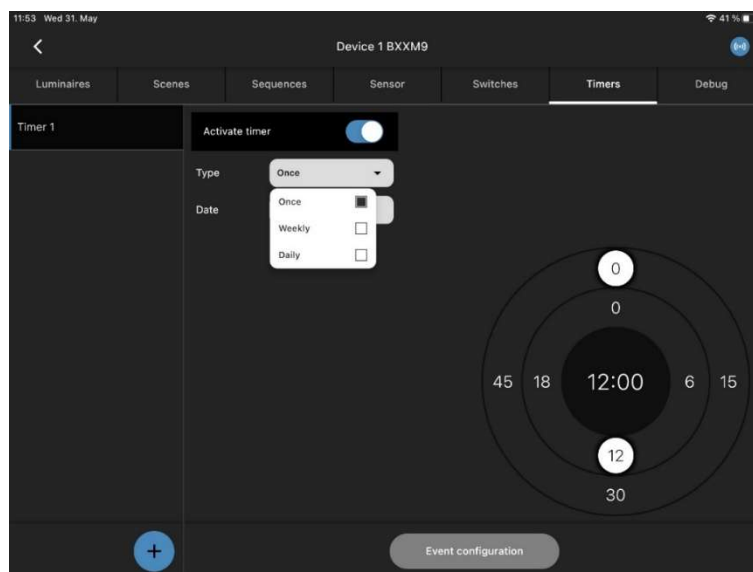 11:53 Wed 31. May 41 %
Device 1 BXXM9
Luminaires Scenes Sequences Sensor Switches Timers Debug
Timer 1
Activate timer
Type Once
Date
Once
Weekly
Daily
0
0
45 18 12:00 6 15
12
30
+ Event configuration